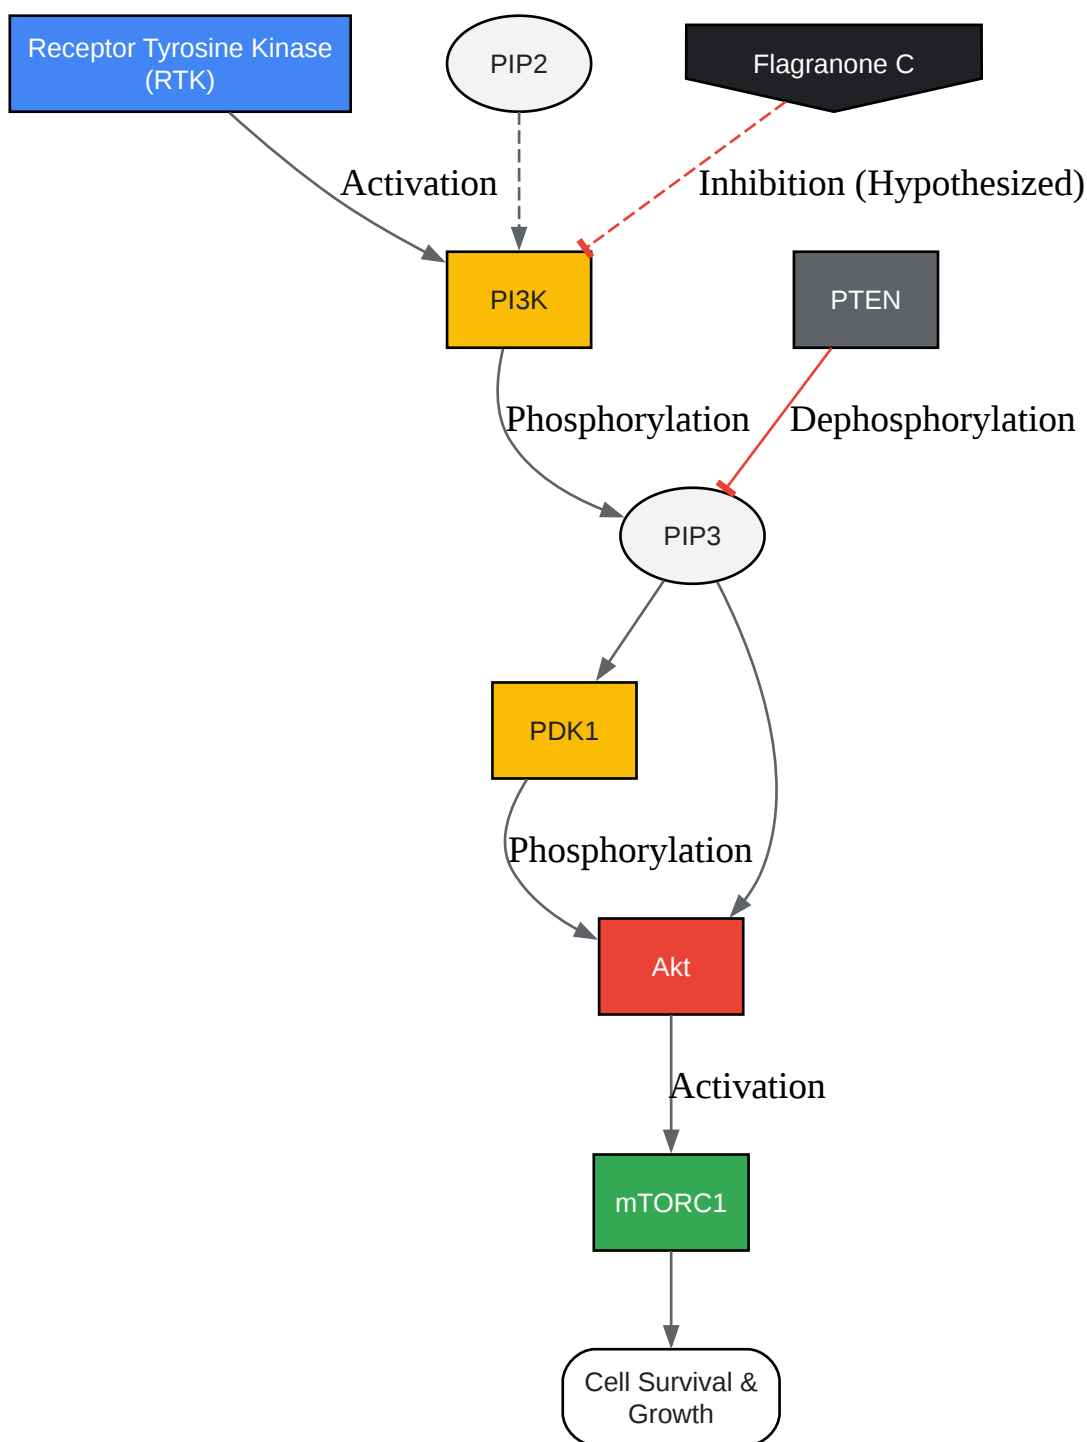 Receptor Tyrosine Kinase
(RTK)
PIP2
Flagranone C
Activation
Inhibition (Hypothesized)
PI3K
PTEN
Phosphorylation
Dephosphorylation
PIP3
PDK1
Phosphorylation
Akt
Activation
mTORC1
Cell Survival &
Growth